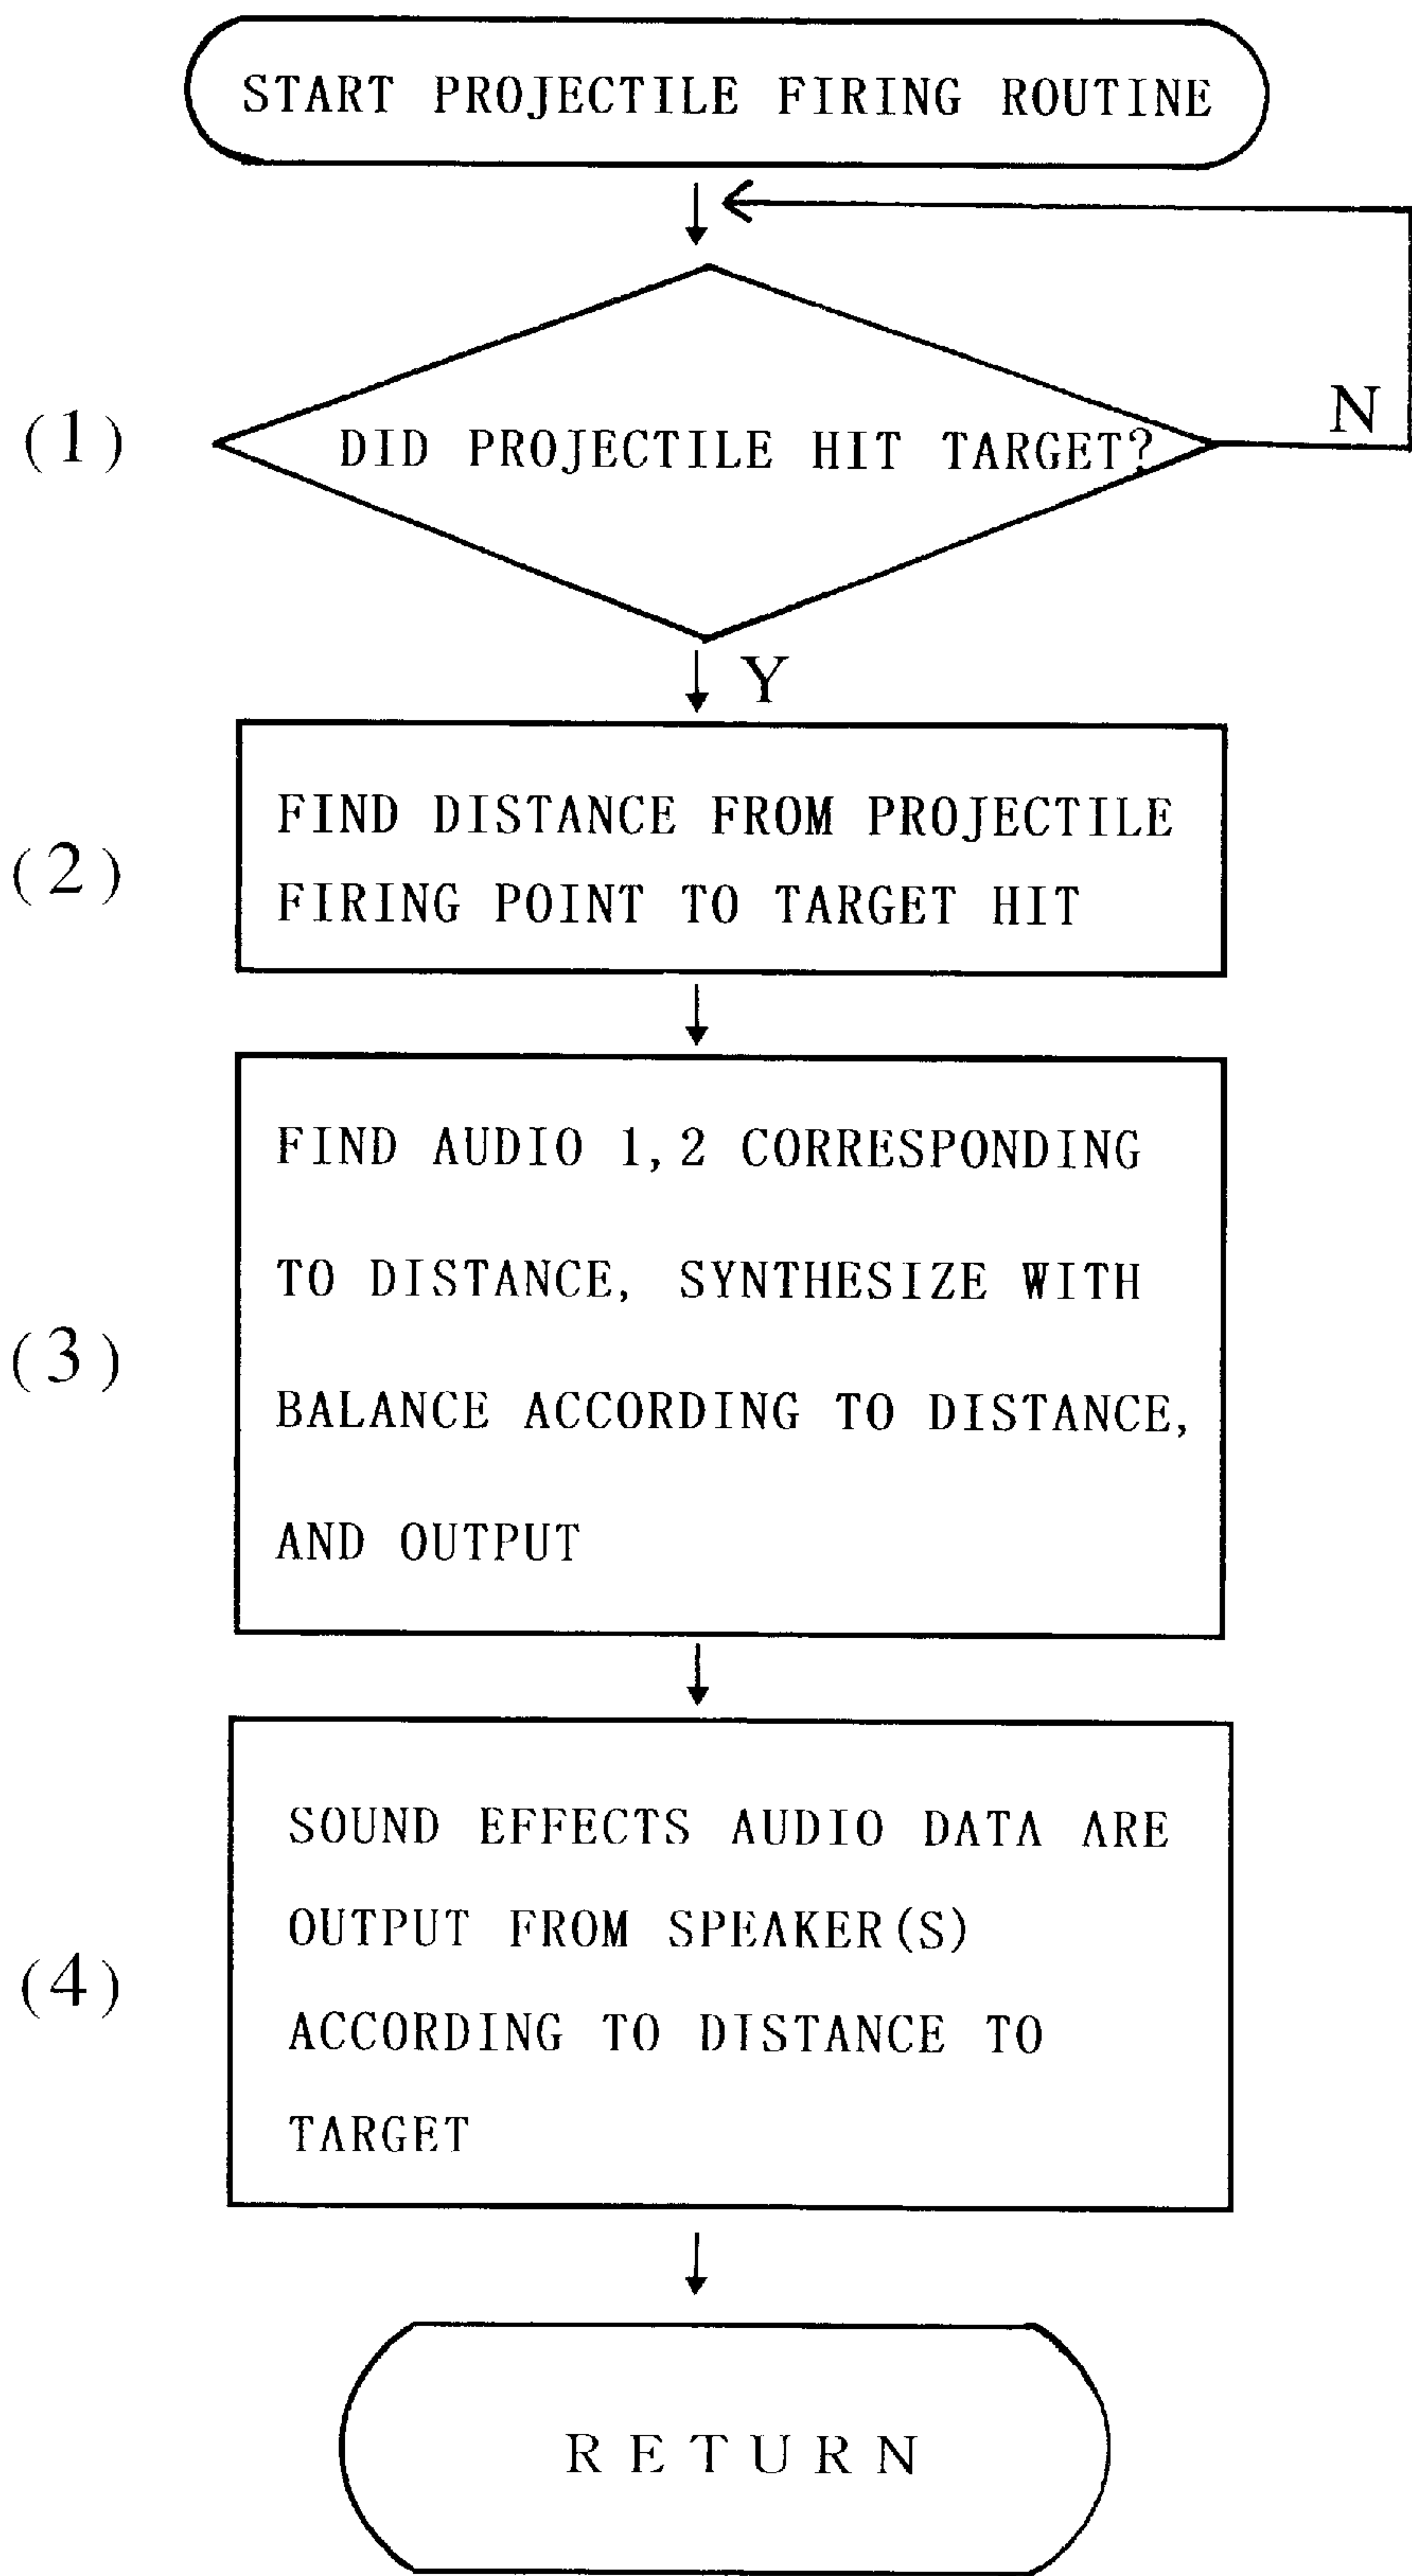 START PROJECTILE FIRING ROUTINE
(1)
DID PROJECTILE HIT TARGET?
N
Y
(2)
FIND DISTANCE FROM PROJECTILE
FIRING POINT TO TARGET HIT
(3)
FIND AUDIO 1,2 CORRESPONDING
TO DISTANCE, SYNTHESIZE WITH
BALANCE ACCORDING TO DISTANCE,
AND OUTPUT
(4)
SOUND EFFECTS AUDIO DATA ARE
OUTPUT FROM SPEAKER(S)
ACCORDING TO DISTANCE TO
TARGET
RETURN